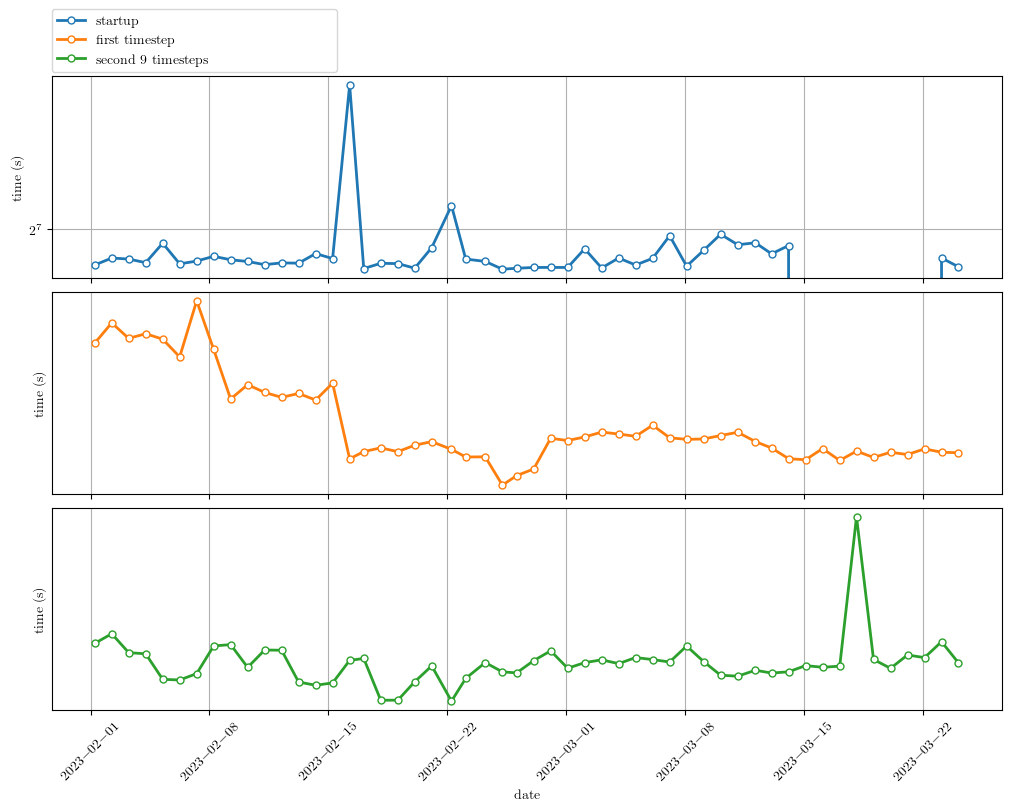 startup
first timestep
second 9 timesteps
time (s)
2^7
time (s)
time (s)
2023−02−01
2023−02−08
2023−02−15
2023−02−22
2023−03−01
2023−03−08
2023−03−15
2023−03−22
date